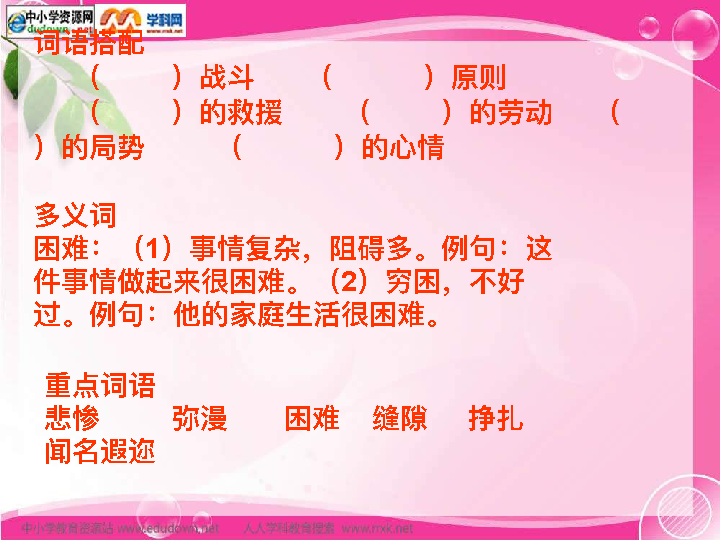 中小学资源网
edudown.net
学科网
词语搭配
（　　）战斗　　（　　）原则
（　　）的救援　　（　　）的劳动　　（
）的局势　　（　　）的心情
多义词
困难：（1）事情复杂，阻碍多。例句：这
件事情做起来很困难。（2）穷困，不好
过。例句：他的家庭生活很困难。
重点词语
悲惨　　弥漫　　困难　　缝隙　　挣扎
闻名遐迩
中小学教育资源站 www.edudown.net　　人人学科教育搜索 www.rrxk.net